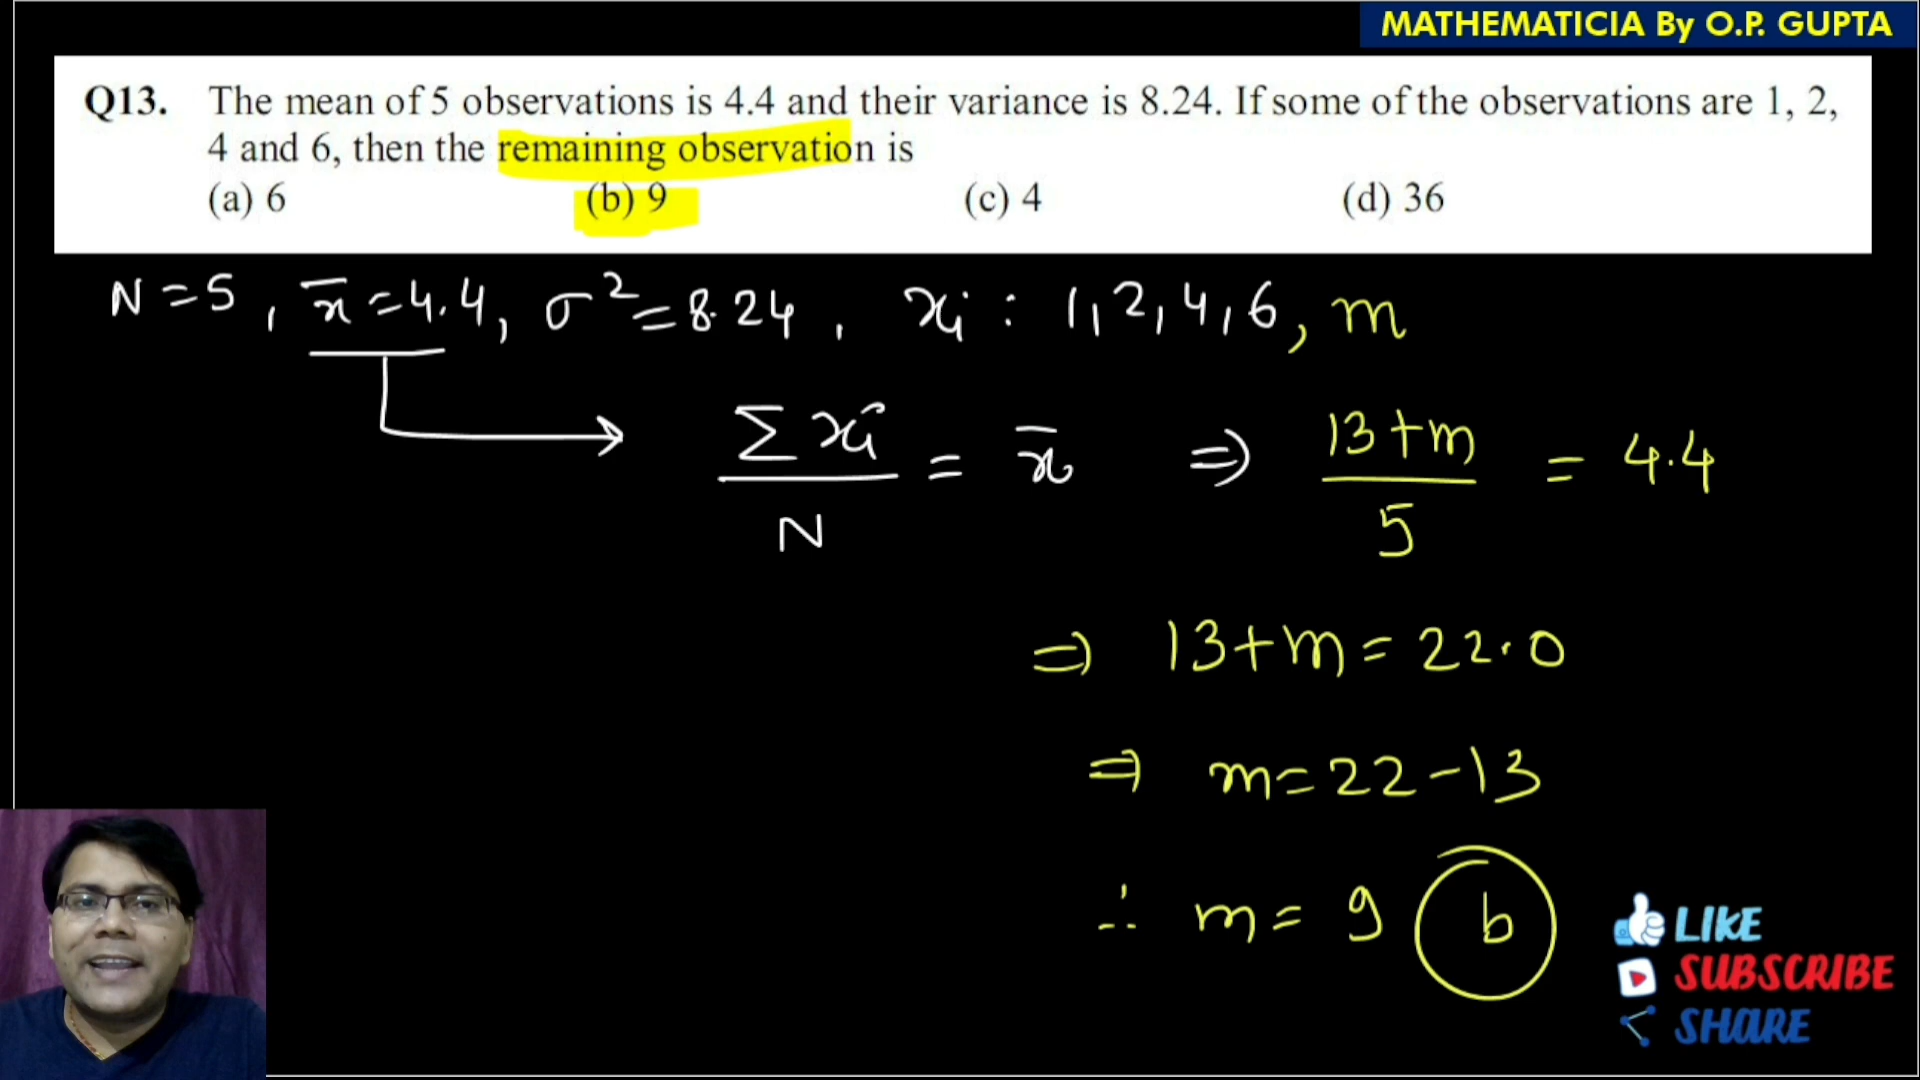 MATHEMATICIA By O.P. GUPTA
Q13. The mean of 5 observations is 4.4 and their variance is 8.24. If some of the observations are 1, 2,
4 and 6, then the remaining observation is
(a) 6 (b) 9 (c) 4 (d) 36
N = 5, x̄ = 4.4, σ² = 8.24, xᵢ : 1, 2, 4, 6, m
Σxᵢ / N = x̄ ⇒ 13+m / 5 = 4.4
⇒ 13+m = 22.0
⇒ m = 22 - 13
∴ m = 9 b
LIKE
SUBSCRIBE
SHARE